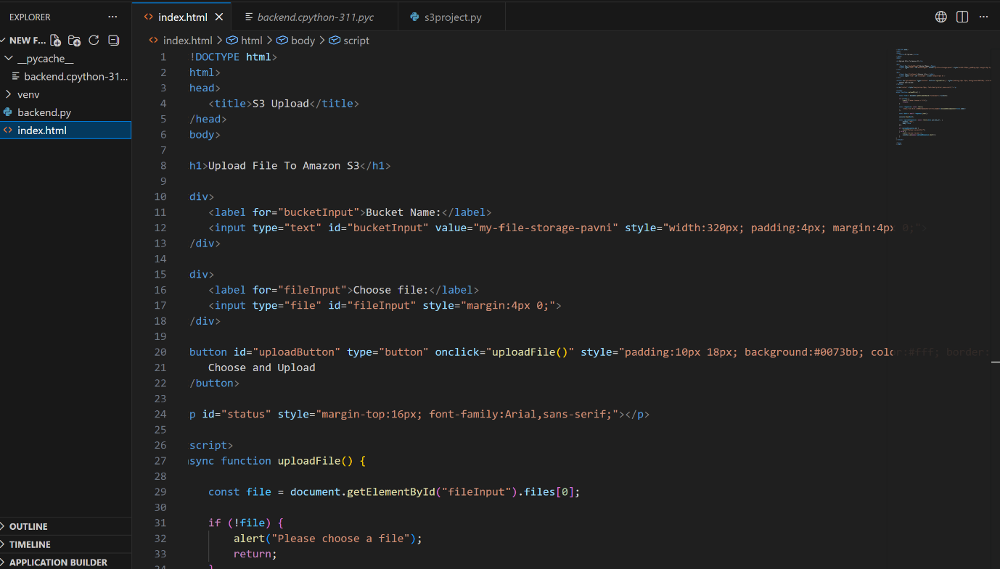 EXPLORER
index.html
backend.cpython-311.pyc
s3project.py
NEW F...
index.html > html > body > script
__pycache__
backend.cpython-31...
venv
backend.py
index.html
1 !DOCTYPE html>
2 html>
3 head>
4 <title>S3 Upload</title>
5 /head>
6 body>
7
8 h1>Upload File To Amazon S3</h1>
9
10 div>
11 <label for="bucketInput">Bucket Name:</label>
12 <input type="text" id="bucketInput" value="my-file-storage-pavni" style="width:320px; padding:4px; margin:4px 0;">
13 /div>
14
15 div>
16 <label for="fileInput">Choose file:</label>
17 <input type="file" id="fileInput" style="margin:4px 0;">
18 /div>
19
20 button id="uploadButton" type="button" onclick="uploadFile()" style="padding:10px 18px; background:#0073bb; color:#fff; border:
21 Choose and Upload
22 /button>
23
24 p id="status" style="margin-top:16px; font-family:Arial,sans-serif;"></p>
25
26 script>
27 sync function uploadFile() {
28
29 const file = document.getElementById("fileInput").files[0];
30
31 if (!file) {
32 alert("Please choose a file");
33 return;
34 }
OUTLINE
TIMELINE
APPLICATION BUILDER